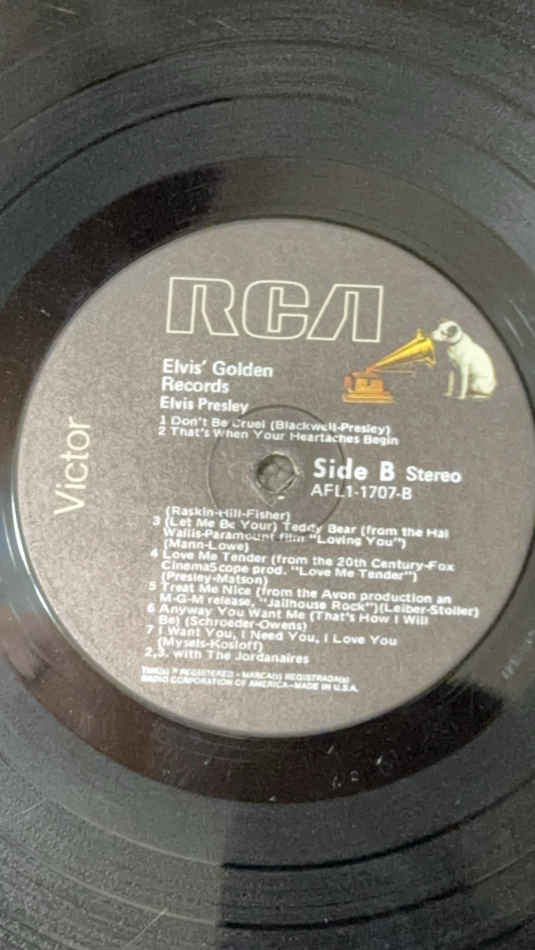 RCA
Elvis' Golden
Records
Elvis Presley
1 Don't Be Cruel (Blackwell-Presley)
2 That's When Your Heartaches Begin
Side B Stereo
AFL1-1707-B
Victor
(Raskin-Hill-Fisher)
3 (Let Me Be Your) Teddy Bear (from the Hal
Wallis-Paramount film "Loving You")
(Mann-Lowe)
4 Love Me Tender (from the 20th Century-Fox
CinemaScope prod. "Love Me Tender")
(Presley-Matson)
5 Treat Me Nice (from the Avon production an
M-G-M release, "Jailhouse Rock")(Leiber-Stoller)
6 Anyway You Want Me (That's How I Will
Be) (Schroeder-Owens)
7 I Want You, I Need You, I Love You
(Mysels-Kosloff)
2,3. with The Jordanaires
TMK(s) ® REGISTERED • MARCA(s) REGISTRADA(s)
RADIO CORPORATION OF AMERICA—MADE IN U.S.A.